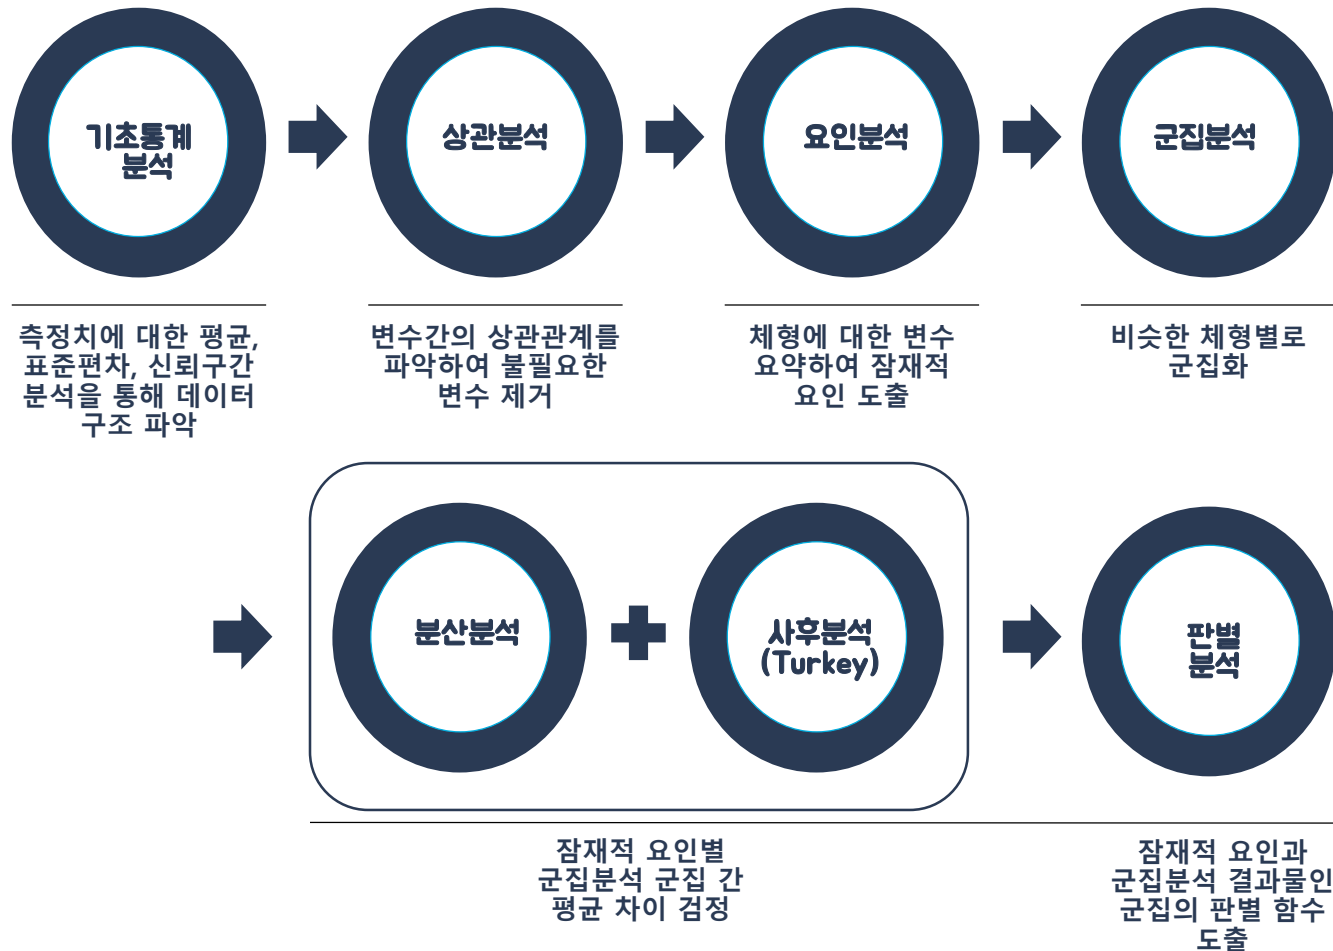 기초통계
분석
상관분석
요인분석
군집분석
측정치에 대한 평균,
표준편차, 신뢰구간
분석을 통해 데이터
구조 파악
변수간의 상관관계를
파악하여 불필요한
변수 제거
체형에 대한 변수
요약하여 잠재적
요인 도출
비슷한 체형별로
군집화
분산분석
사후분석
(Turkey)
판별
분석
잠재적 요인별
군집분석 군집 간
평균 차이 검정
잠재적 요인과
군집분석 결과물인
군집의 판별 함수
도출